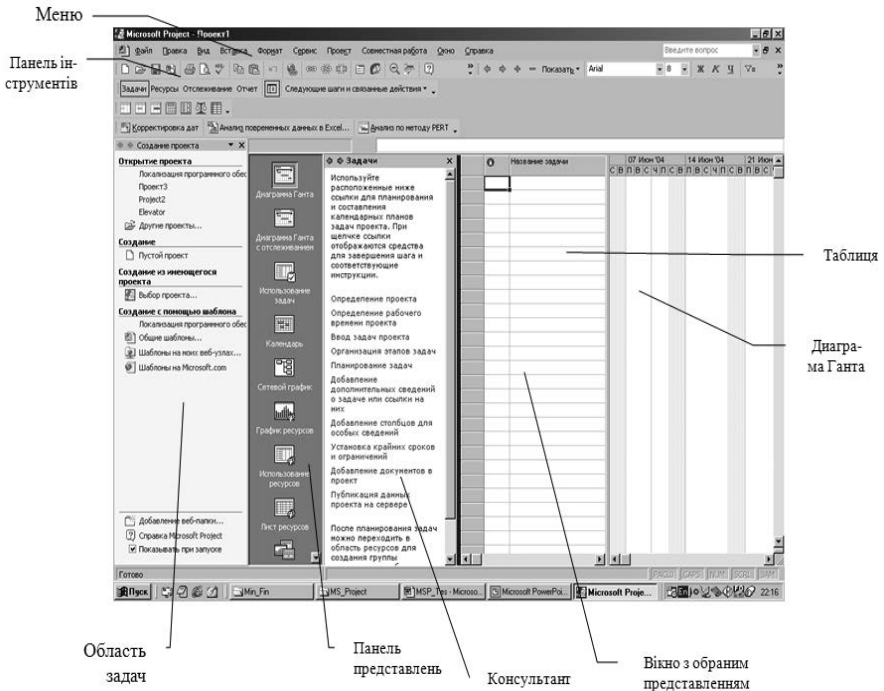 Меню
Панель ін-
струментів
Microsoft Project - Проект1
Файл Правка Вид Вставка Формат Сервис Проект Совместная работа Окно Справка
Введите вопрос
Показать Arial 8 Ж К Ч
Задачи Ресурсы Отслеживание Отчет Следующие шаги и связанные действия
Корректировка дат Анализ повременных данных в Excel... Анализ по методу PERT
Создание проекта
Открытие проекта
Локализация программного обес
Проект3
Project2
Elevator
Другие проекты...
Создание
Пустой проект
Создание из имеющегося
проекта
Выбор проекта...
Создание с помощью шаблона
Локализация программного обес
Общие шаблоны...
Шаблоны на моих веб-узлах...
Шаблоны на Microsoft.com
Добавление веб-папки...
Справка Microsoft Project
Показывать при запуске
Диаграмма Ганта
Диаграмма Ганта
с отслеживанием
Использование
задач
Календарь
Сетевой график
График ресурсов
Использование
ресурсов
Лист ресурсов
Задачи
Используйте
расположенные ниже
ссылки для планирования
и составления
календарных планов
задач проекта. При
щелчке ссылки
отображаются средства
для завершения шага и
соответствующие
инструкции.
Определение проекта
Определение рабочего
времени проекта
Ввод задач проекта
Организация этапов задач
Планирование задач
Добавление
дополнительных сведений
о задаче или ссылки на
них
Добавление столбцов для
особых сведений
Установка крайних сроков
и ограничений
Добавление документов в
проект
Публикация данных
проекта на сервере
После планирования задач
можно переходить в
область ресурсов для
создания группы
Название задачи
07 Июн '04 14 Июн '04 21 Июн
С В П В С Ч П С В П В С Ч П С В П В С
Таблиця
Диагра-
ма Ганта
Готово
РАСШ CAPS NUM SCRL ЗАМ
Пуск Min_Fin MS_Project MSP_Tes - Microso... Microsoft PowerPoi... Microsoft Proje... En 22:16
Область
задач
Панель
представлень
Консультант
Вікно з обраним
представленням